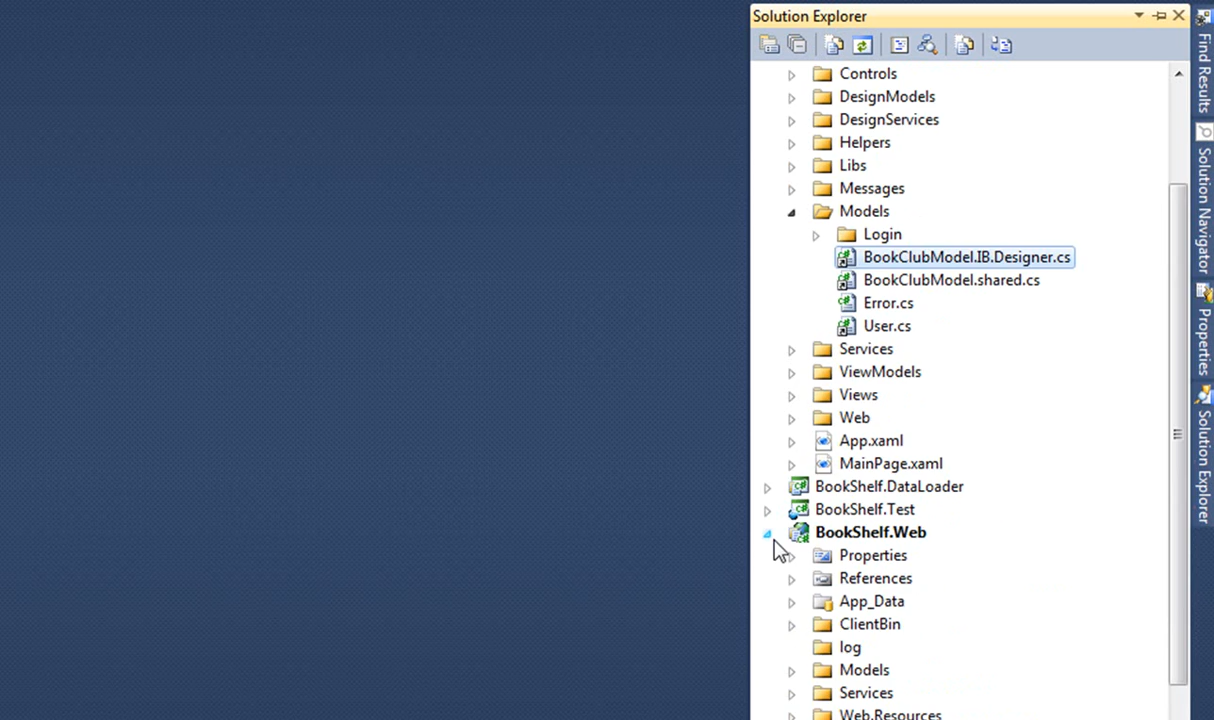 Solution Explorer
Controls
DesignModels
DesignServices
Helpers
Libs
Messages
Models
Login
BookClubModel.IB.Designer.cs
BookClubModel.shared.cs
Error.cs
User.cs
Services
ViewModels
Views
Web
App.xaml
MainPage.xaml
BookShelf.DataLoader
BookShelf.Test
BookShelf.Web
Properties
References
App_Data
ClientBin
log
Models
Services
Web.Resources
Find Results
Solution Navigator
Properties
Solution Explorer